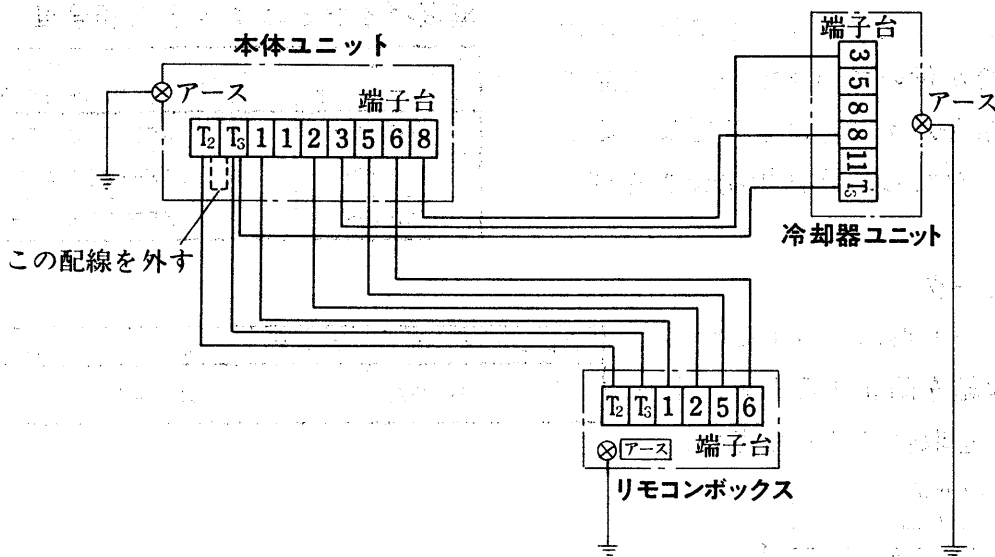 本体ユニット
アース
端子台
T₂ T₃ 1 1 2 3 5 6 8
この配線を外す
端子台
3
5
8
8
11
T₃
アース
冷却器ユニット
T₂ T₃ 1 2 5 6
アース
端子台
リモコンボックス